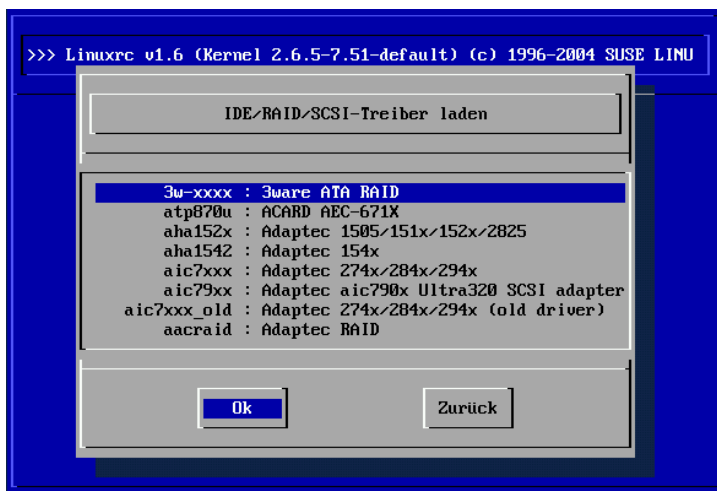 >>> Linuxrc v1.6 (Kernel 2.6.5-7.51-default) (c) 1996-2004 SUSE LINU
IDE/RAID/SCSI-Treiber laden
3w-xxxx : 3ware ATA RAID
atp870u : ACARD AEC-671X
aha152x : Adaptec 1505/151x/152x/2825
aha1542 : Adaptec 154x
aic7xxx : Adaptec 274x/284x/294x
aic79xx : Adaptec aic790x Ultra320 SCSI adapter
aic7xxx_old : Adaptec 274x/284x/294x (old driver)
aacraid : Adaptec RAID
Ok Zurück